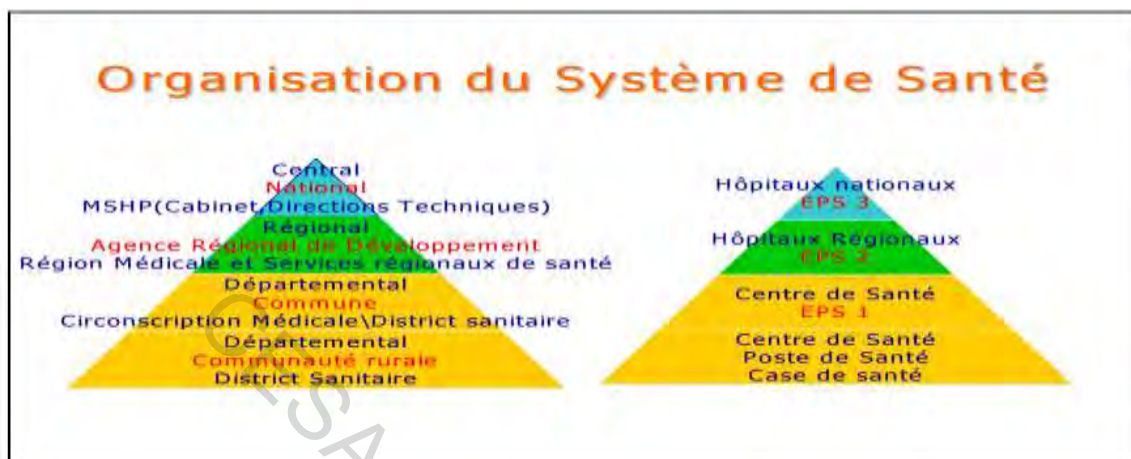 Organisation du Système de Santé
Central
National
MSHP(Cabinet,Directions Techniques)
Régional
Agence Régional de Développement
Région Médicale et Services régionaux de santé
Départemental
Commune
Circonscription Médicale\District sanitaire
Départemental
Communauté rurale
District Sanitaire
Hôpitaux nationaux
EPS 3
Hôpitaux Régionaux
EPS 2
Centre de Santé
EPS 1
Centre de Santé
Poste de Santé
Case de santé